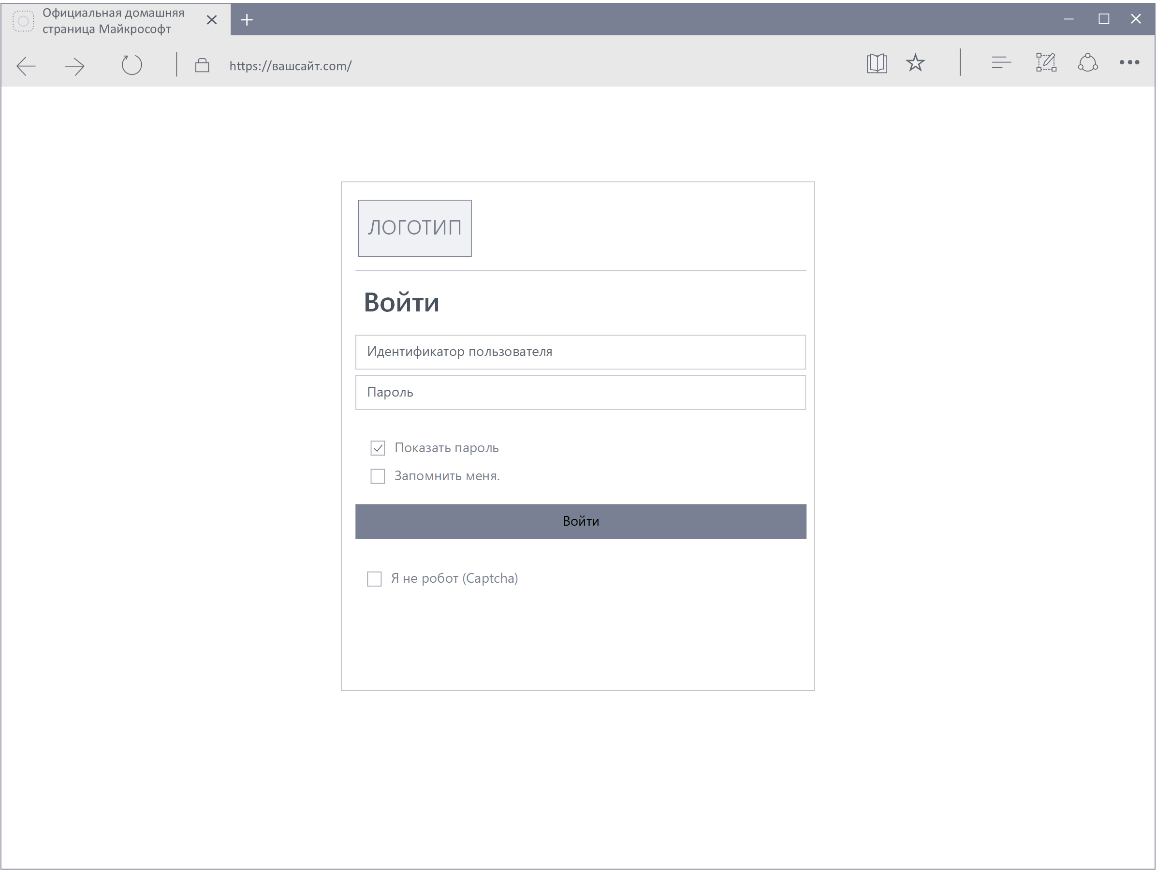 Официальная домашняя
страница Майкрософт
https://вашсайт.com/
ЛОГОТИП
Войти
Идентификатор пользователя
Пароль
Показать пароль
Запомнить меня.
Войти
Я не робот (Captcha)